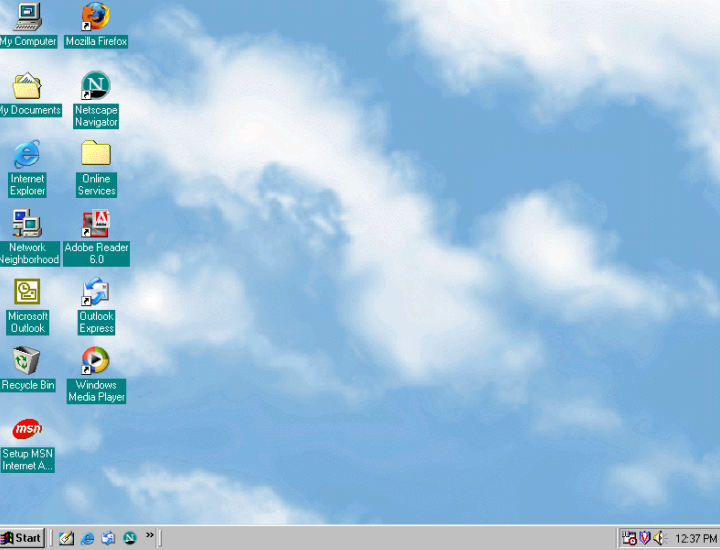 My Computer
Mozilla Firefox
My Documents
Netscape
Navigator
N
Internet
Explorer
Online
Services
Network
Neighborhood
Adobe Reader
6.0
Microsoft
Outlook
Outlook
Express
Recycle Bin
Windows
Media Player
msn
Setup MSN
Internet A...
Start
N
»
12:37 PM